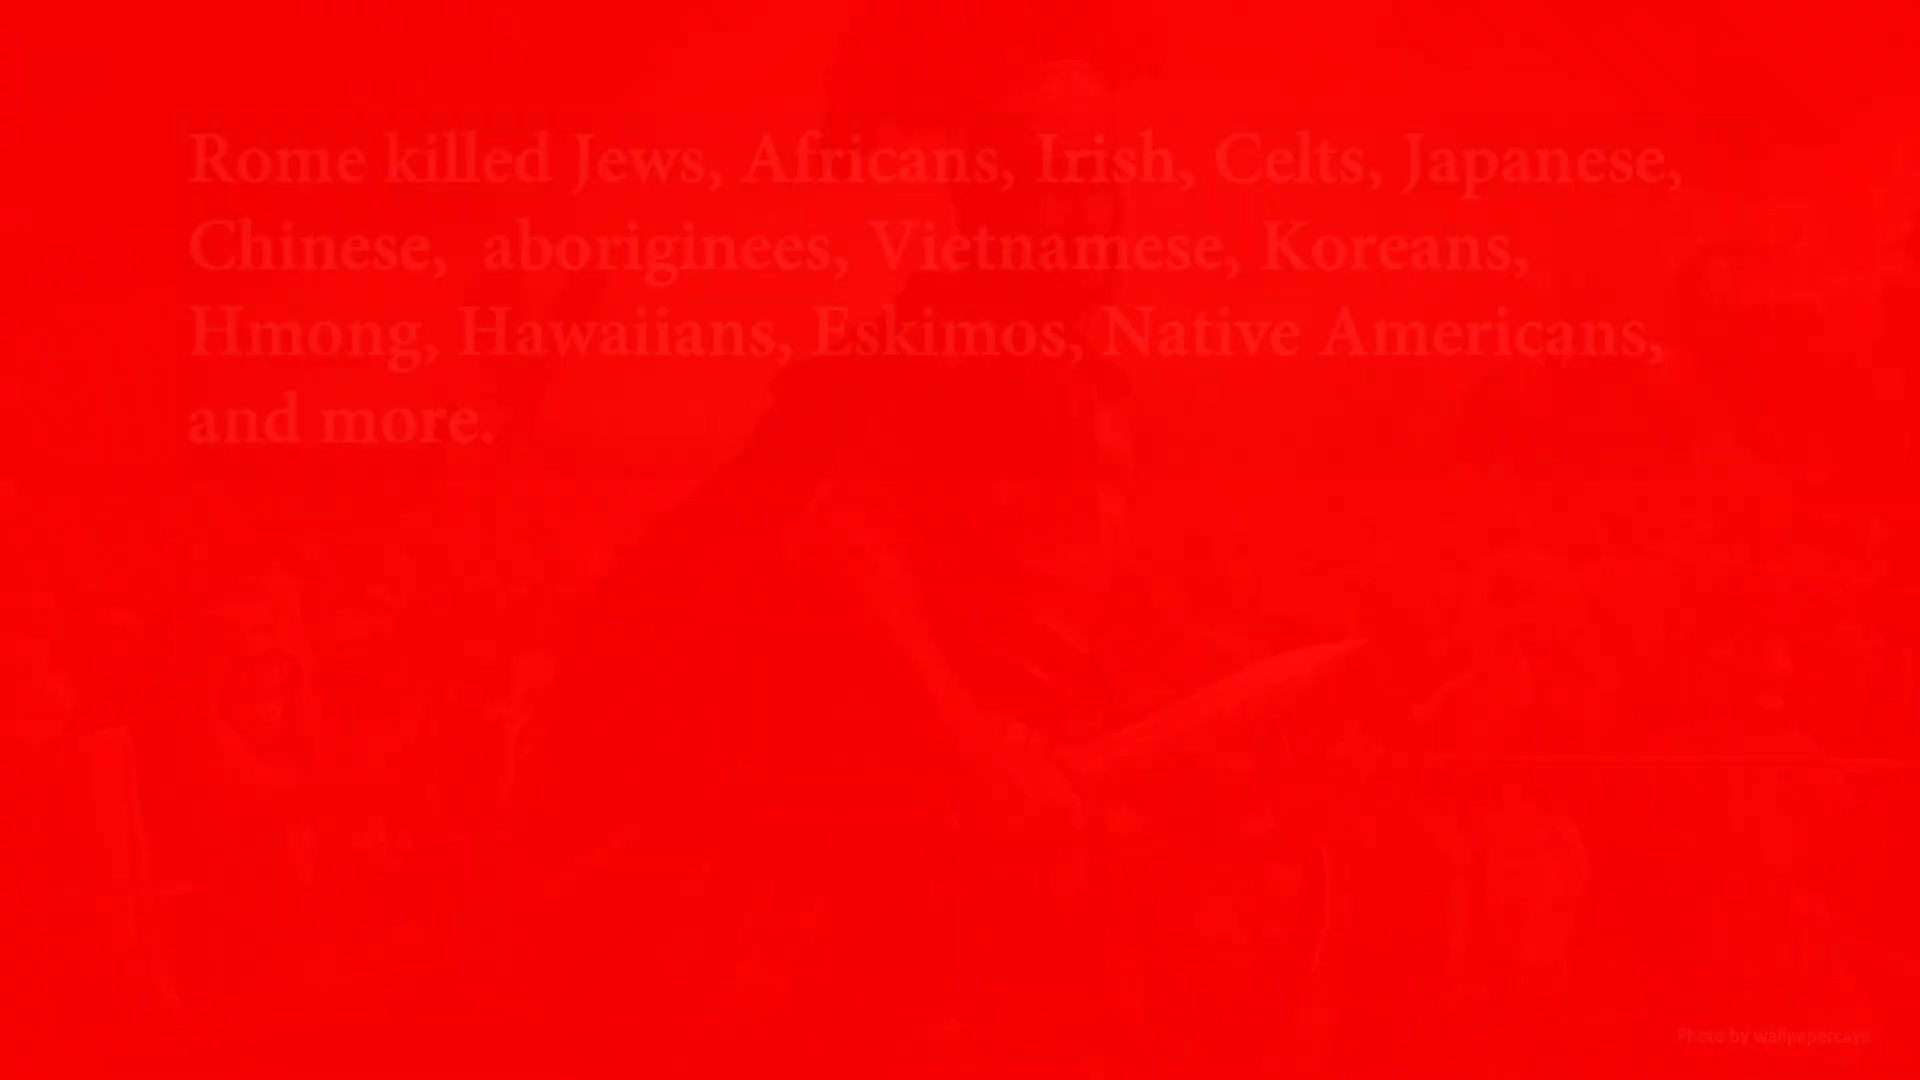 Rome killed Jews, Africans, Irish, Celts, Japanese,
Chinese,  aboriginees, Vietnamese, Koreans,
Hmong, Hawaiians, Eskimos, Native Americans,
and more.
Photo by wallpapercave